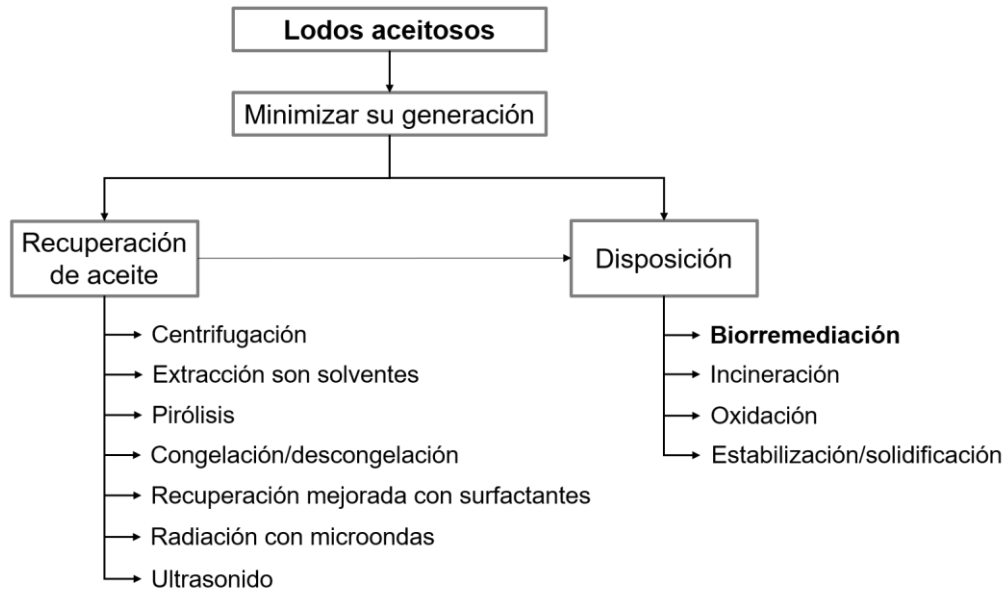 Lodos aceitosos
Minimizar su generación
Recuperación
de aceite
Disposición
Centrifugación
Extracción son solventes
Pirólisis
Congelación/descongelación
Recuperación mejorada con surfactantes
Radiación con microondas
Ultrasonido
Biorremediación
Incineración
Oxidación
Estabilización/solidificación